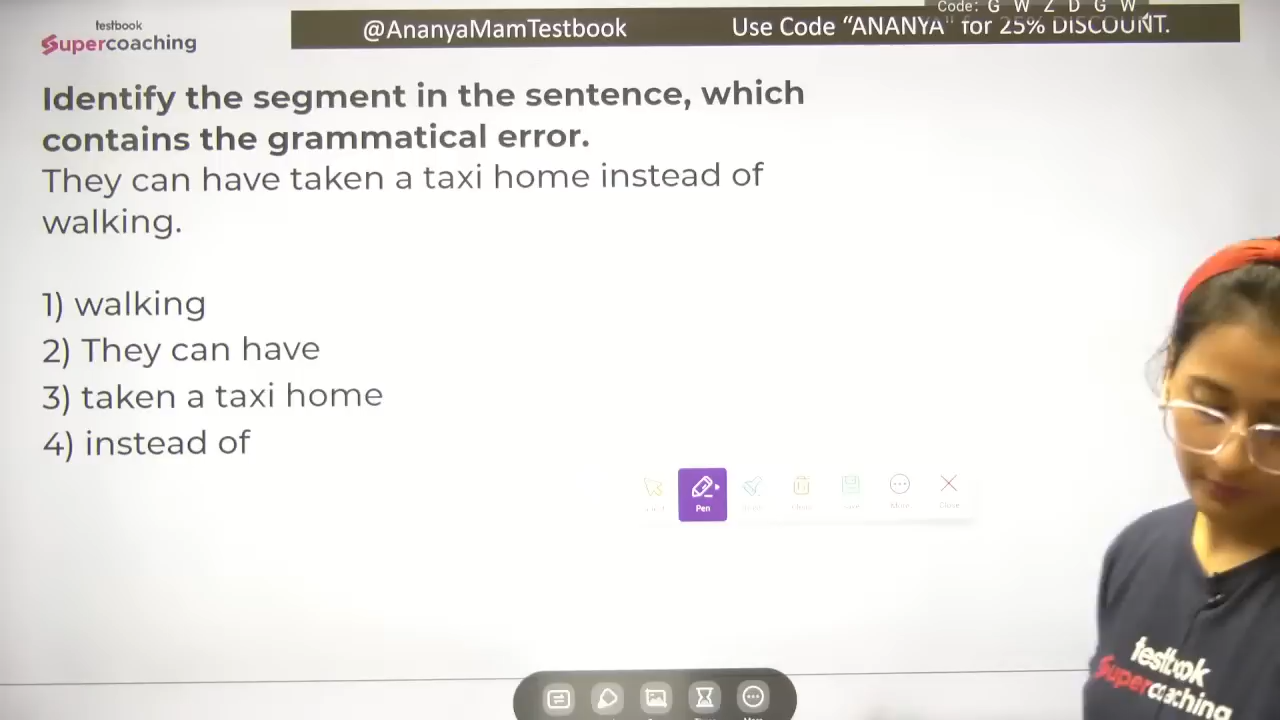 Code: G W Z D G W
testbook
Supercoaching
@AnanyaMamTestbook Use Code “ANANYA" for 25% DISCOUNT.
Identify the segment in the sentence, which
contains the grammatical error.
They can have taken a taxi home instead of
walking.
1) walking
2) They can have
3) taken a taxi home
4) instead of
Pen
Close
testbook
Supercoaching